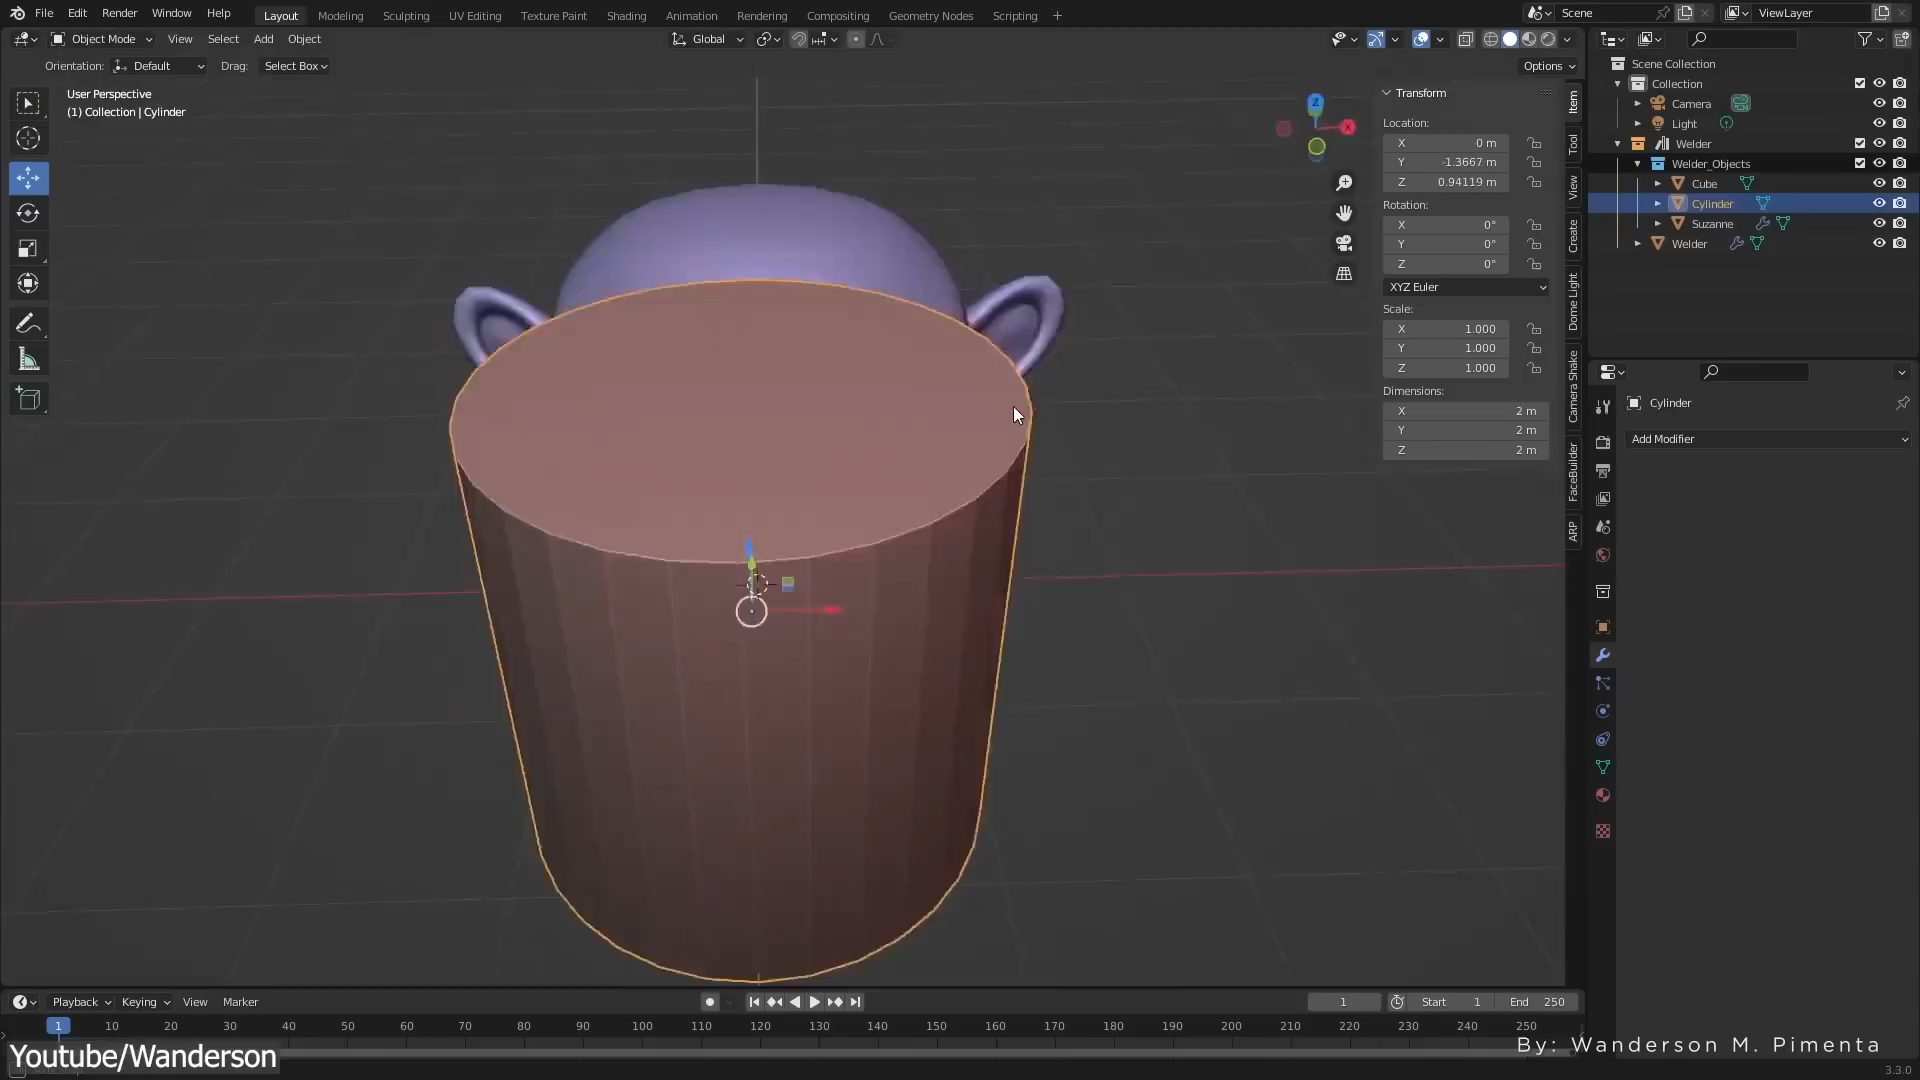 File Edit Render Window Help Layout Modeling Sculpting UV Editing Texture Paint Shading Animation Rendering Compositing Geometry Nodes Scripting + Scene ViewLayer
Object Mode View Select Add Object Global
Orientation: Default Drag: Select Box Options
User Perspective
(1) Collection | Cylinder
Z
X
Transform
Location:
X 0 m
Y -1.3667 m
Z 0.94119 m
Rotation:
X 0°
Y 0°
Z 0°
XYZ Euler
Scale:
X 1.000
Y 1.000
Z 1.000
Dimensions:
X 2 m
Y 2 m
Z 2 m
Item
Tool
View
Create
Dome Light
Camera Shake
FaceBuilder
ARP
Scene Collection
Collection
Camera
Light
Welder
Welder_Objects
Cube
Cylinder
Suzanne
Welder
Cylinder
Add Modifier
Playback Keying View Marker 1 Start 1 End 250
1 10 20 30 40 50 60 70 80 90 100 110 120 130 140 150 160 170 180 190 200 210 220 230 240 250
Youtube/Wanderson
By: Wanderson M. Pimenta
3.3.0